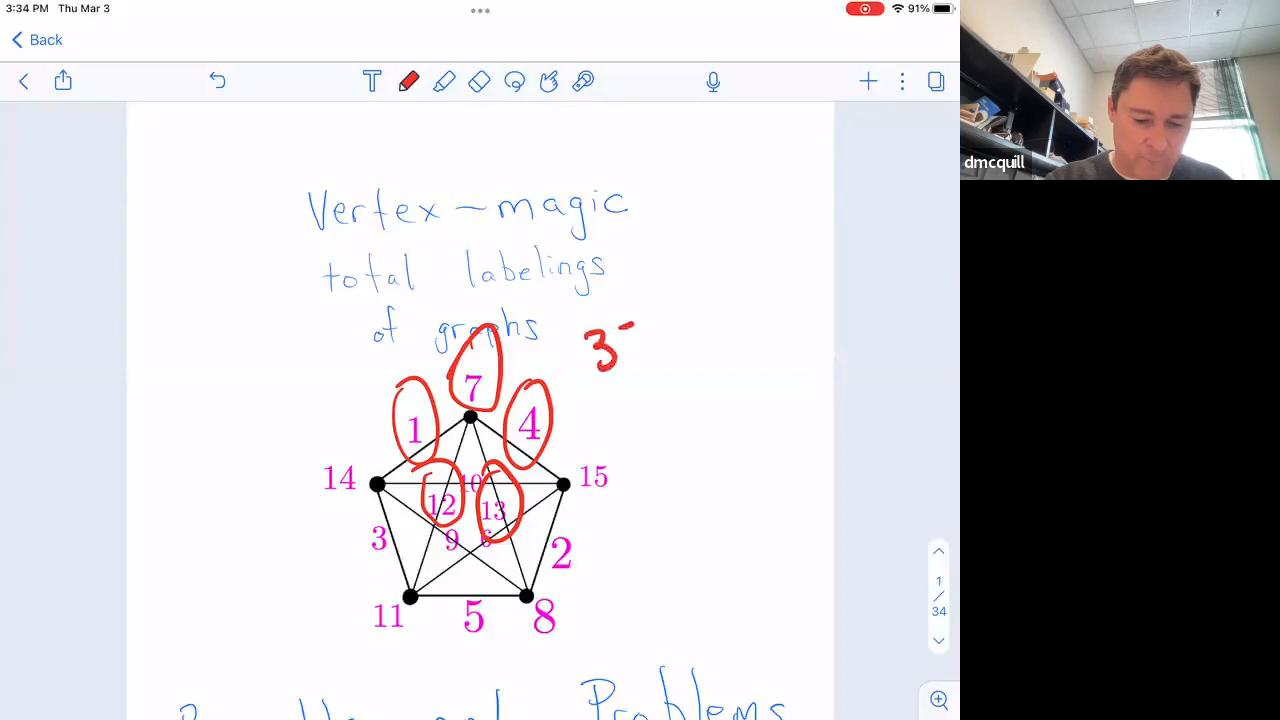 3:34 PM Thu Mar 3
91%
Back
T
dmcquill
Vertex-magic
total labelings
of graphs
3
7
1
4
14
10
15
12
13
3
9
6
2
11
5
8
1
/
34
Problems